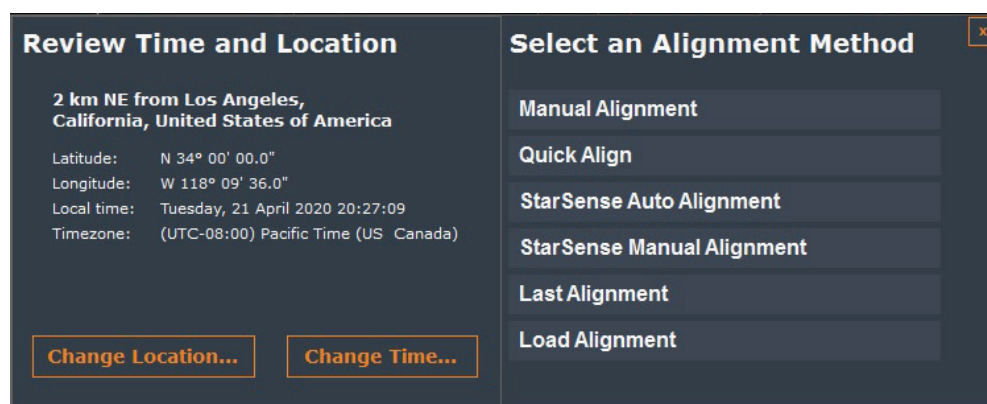 Review Time and Location
2 km NE from Los Angeles,
California, United States of America
Latitude: N 34° 00' 00.0"
Longitude: W 118° 09' 36.0"
Local time: Tuesday, 21 April 2020 20:27:09
Timezone: (UTC-08:00) Pacific Time (US Canada)
Change Location...
Change Time...
Select an Alignment Method
x
Manual Alignment
Quick Align
StarSense Auto Alignment
StarSense Manual Alignment
Last Alignment
Load Alignment